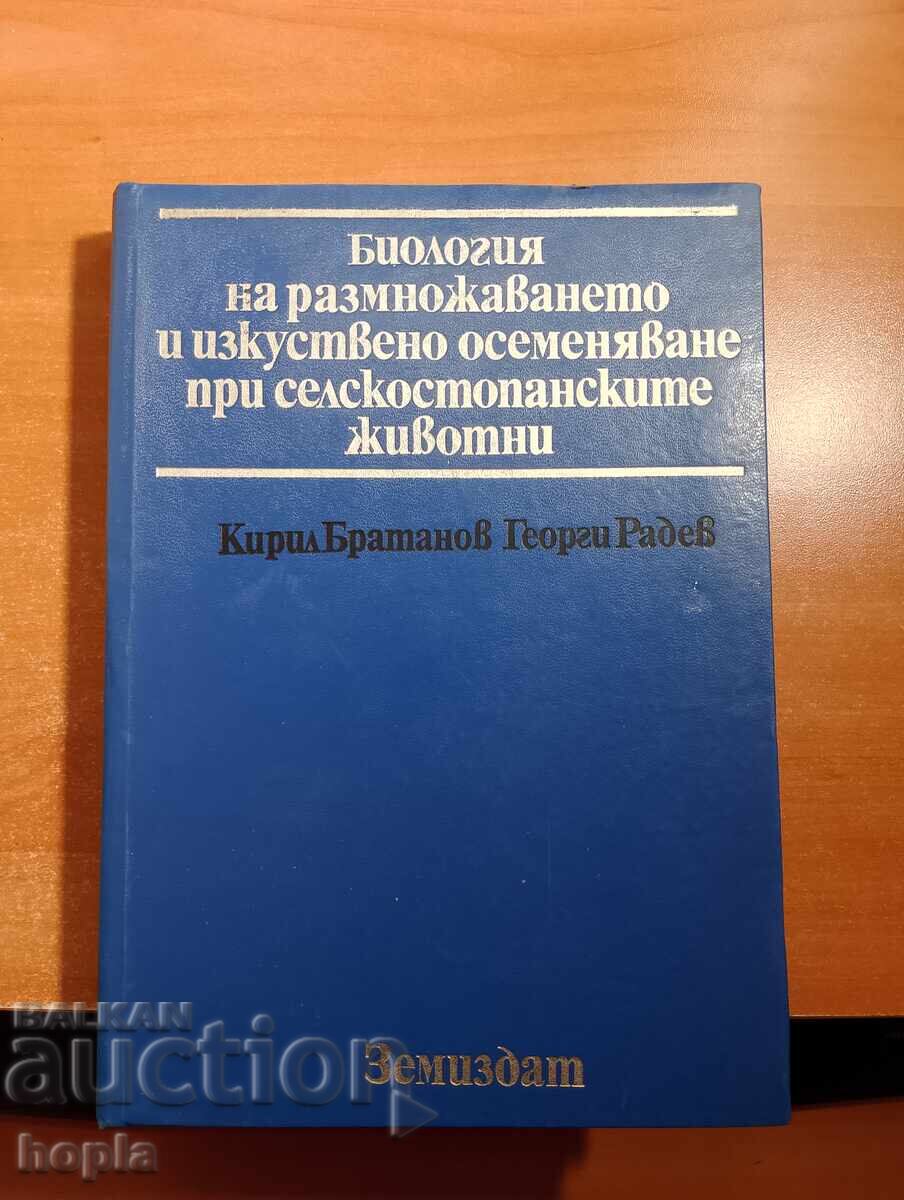 Биология
на размножаването
и изкуствено осеменяване
при селскостопанските
животни
Кирил Братанов Георги Радев
Земиздат
BALKAN
auction
hopla